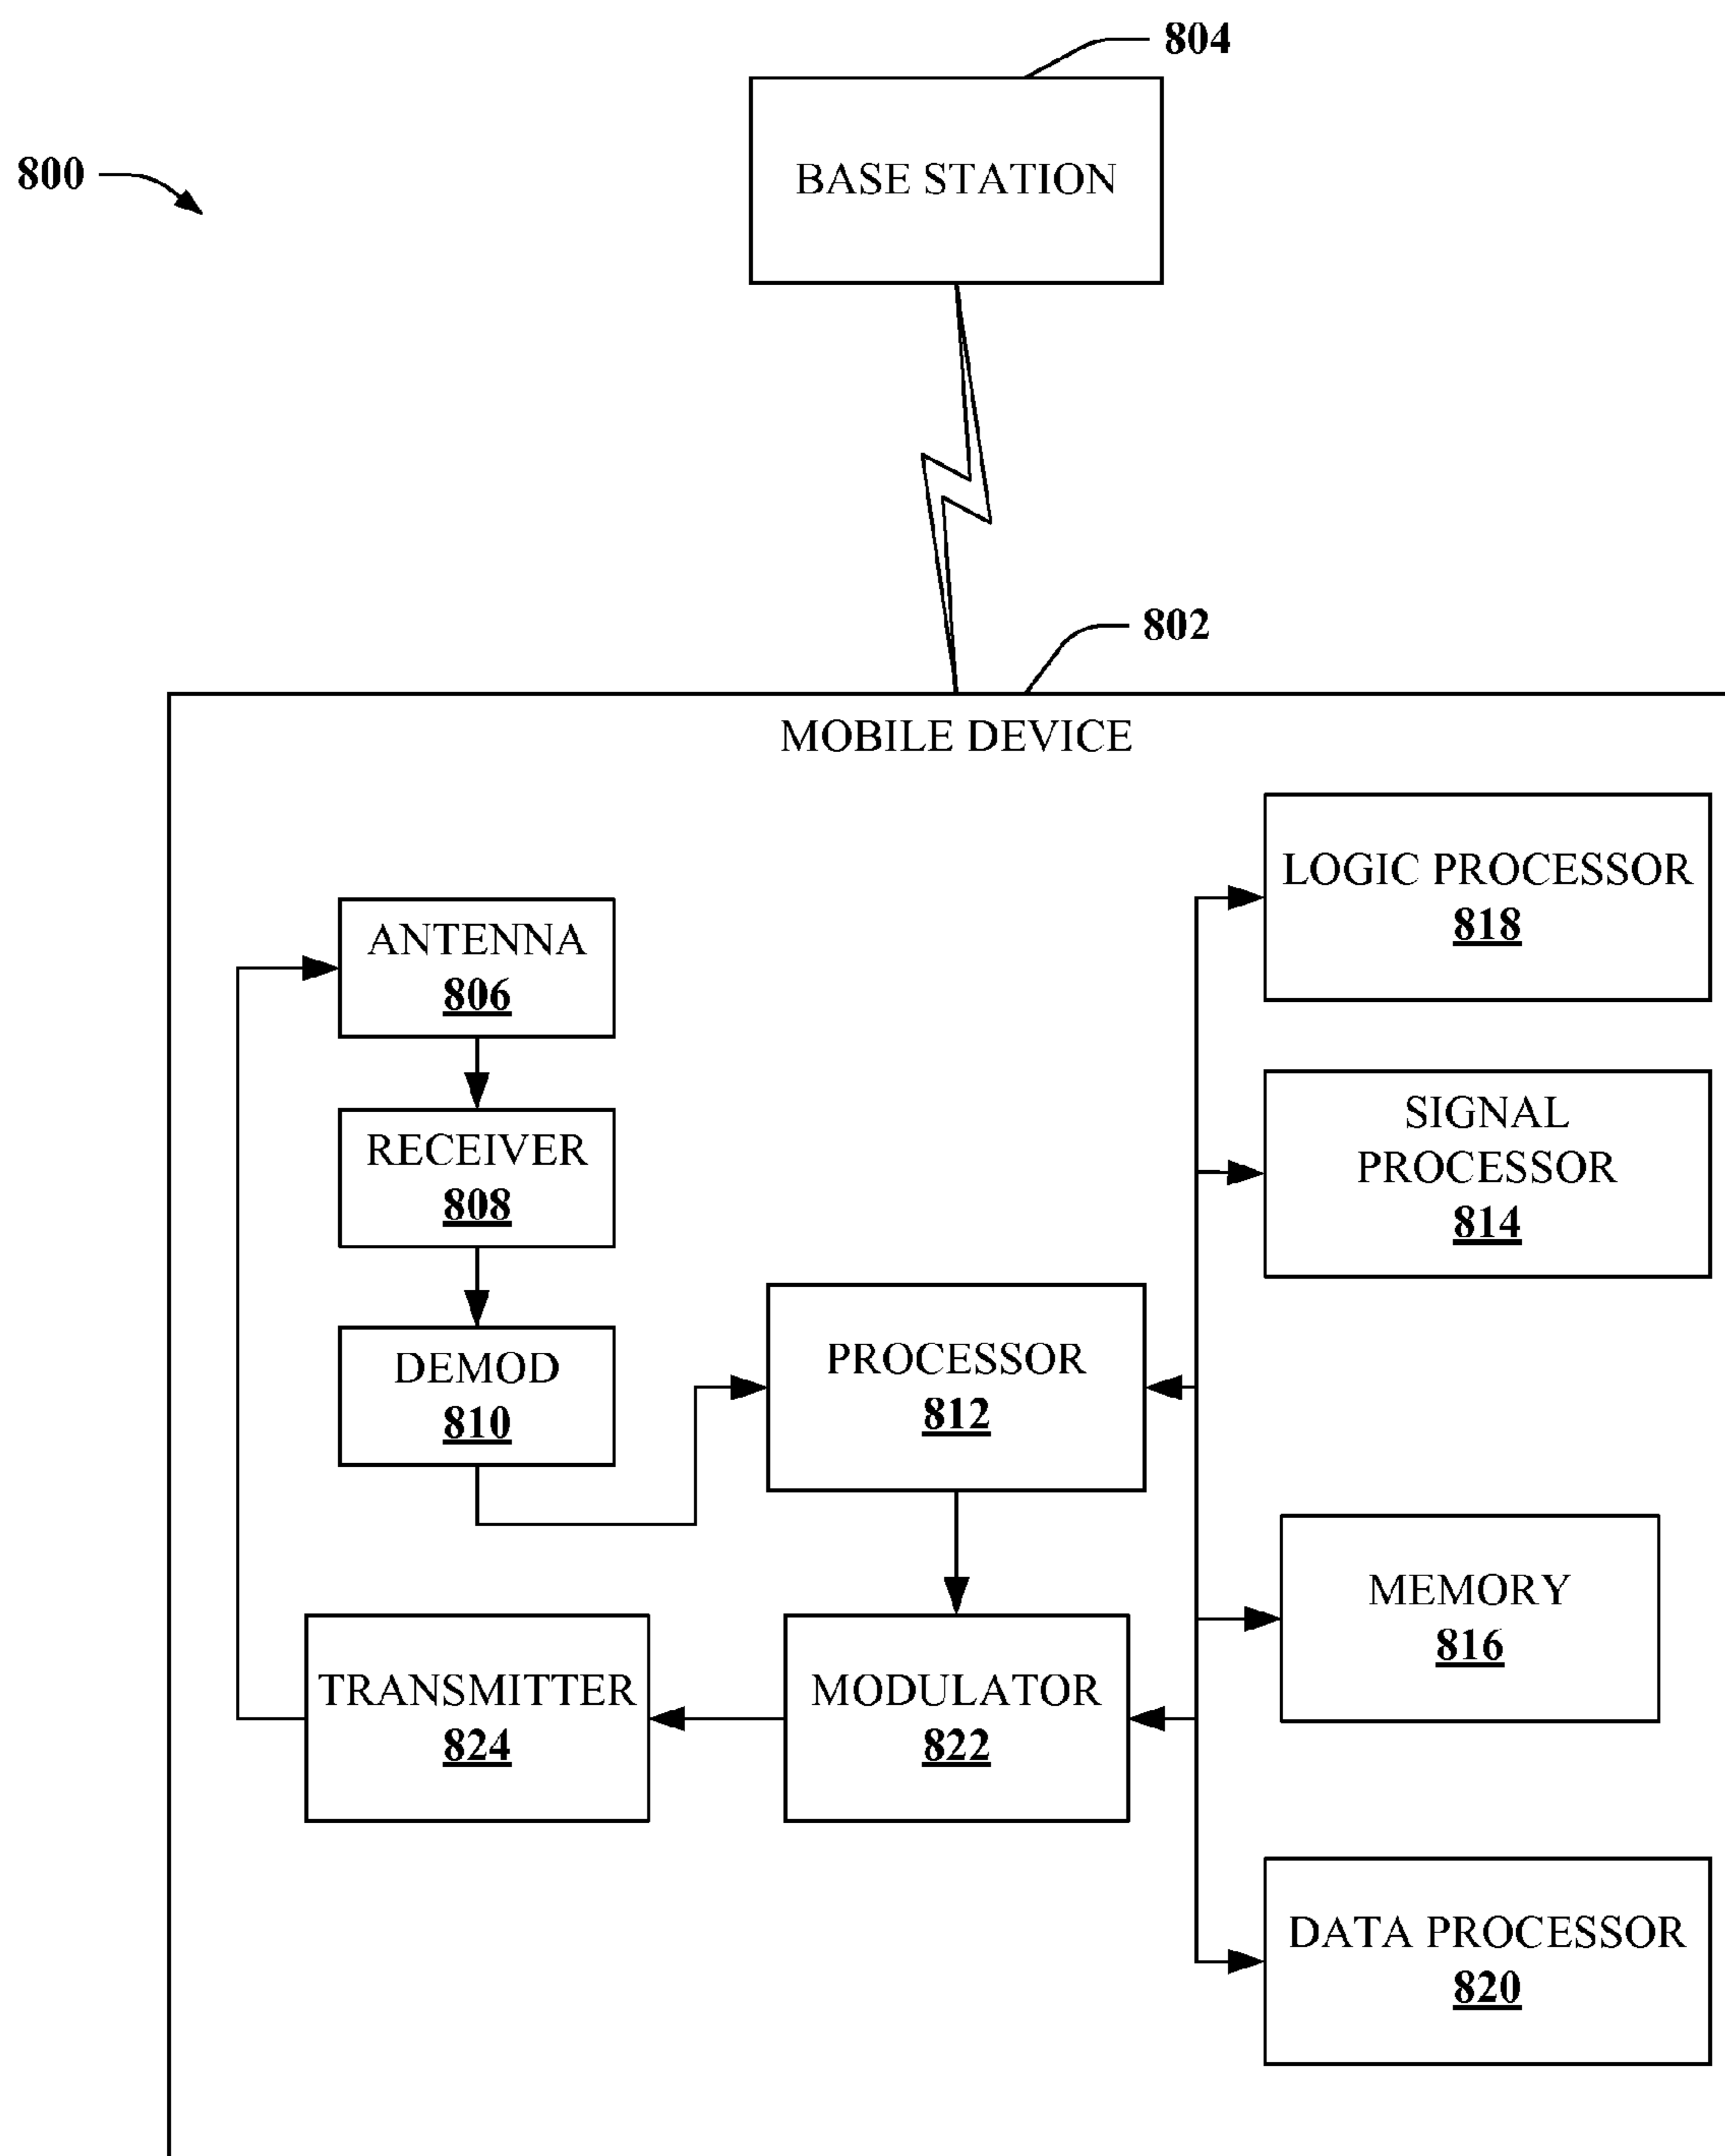 804
800
BASE STATION
802
MOBILE DEVICE
LOGIC PROCESSOR
818
ANTENNA
806
SIGNAL
PROCESSOR
814
RECEIVER
808
DEMOD
810
PROCESSOR
812
MEMORY
816
TRANSMITTER
824
MODULATOR
822
DATA PROCESSOR
820